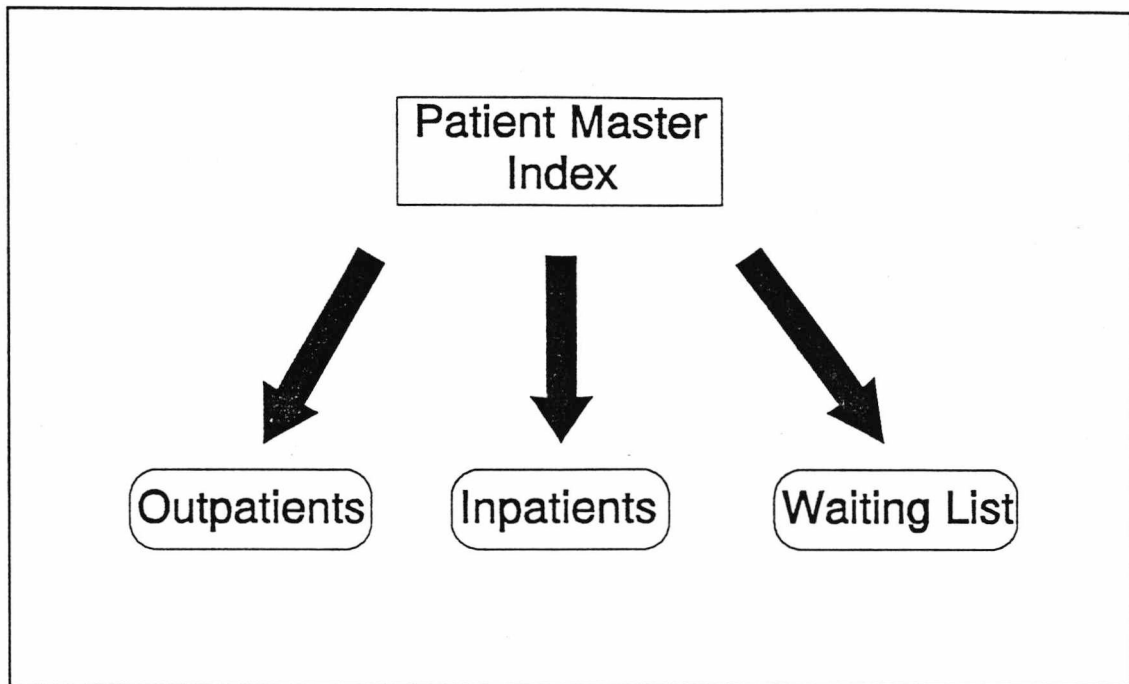 Patient Master
Index
Outpatients
Inpatients
Waiting List